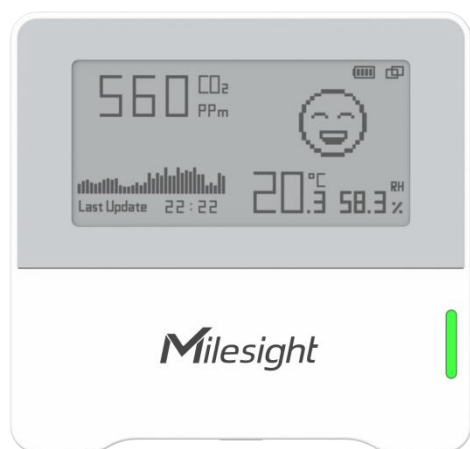 560 CO₂
PPm
Last Update 22:22
20.3 °C 58.3 RH %
Milesight